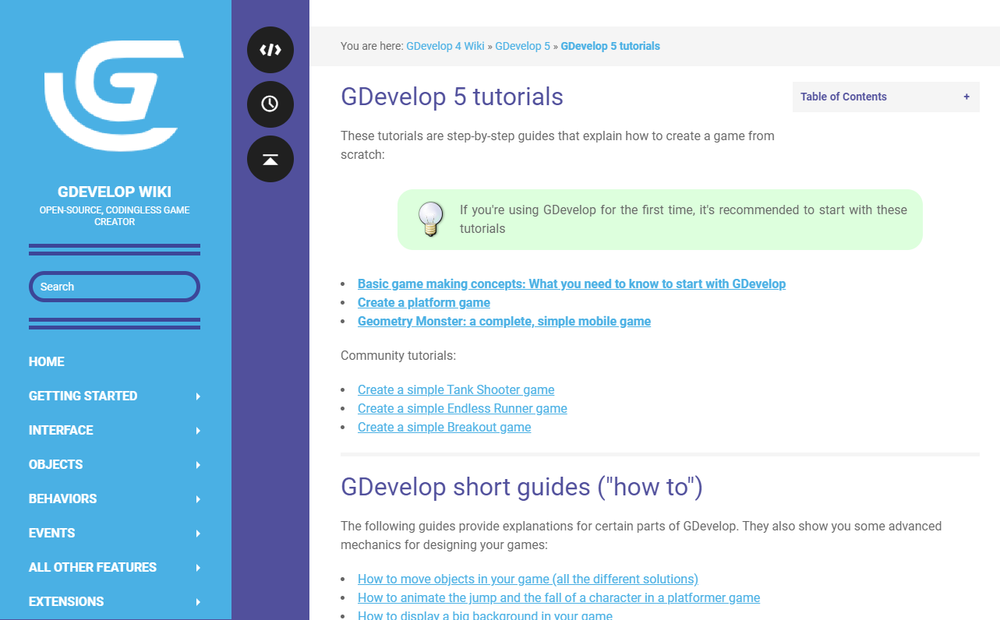 GDEVELOP WIKI
OPEN-SOURCE, CODINGLESS GAME
CREATOR
Search
HOME
GETTING STARTED
INTERFACE
OBJECTS
BEHAVIORS
EVENTS
ALL OTHER FEATURES
EXTENSIONS
You are here: GDevelop 4 Wiki » GDevelop 5 » GDevelop 5 tutorials
GDevelop 5 tutorials
Table of Contents +
These tutorials are step-by-step guides that explain how to create a game from
scratch:
If you're using GDevelop for the first time, it's recommended to start with these
tutorials
• Basic game making concepts: What you need to know to start with GDevelop
• Create a platform game
• Geometry Monster: a complete, simple mobile game
Community tutorials:
• Create a simple Tank Shooter game
• Create a simple Endless Runner game
• Create a simple Breakout game
GDevelop short guides ("how to")
The following guides provide explanations for certain parts of GDevelop. They also show you some advanced
mechanics for designing your games:
• How to move objects in your game (all the different solutions)
• How to animate the jump and the fall of a character in a platformer game
• How to display a big background in your game